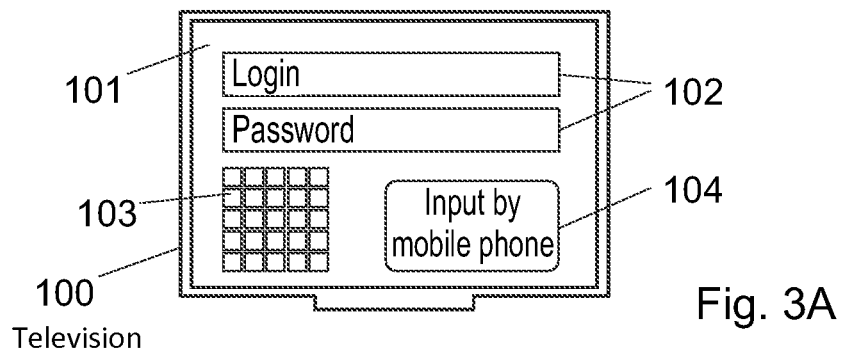 101
Login
102
Password
103
Input by
mobile phone
104
100
Television
Fig. 3A